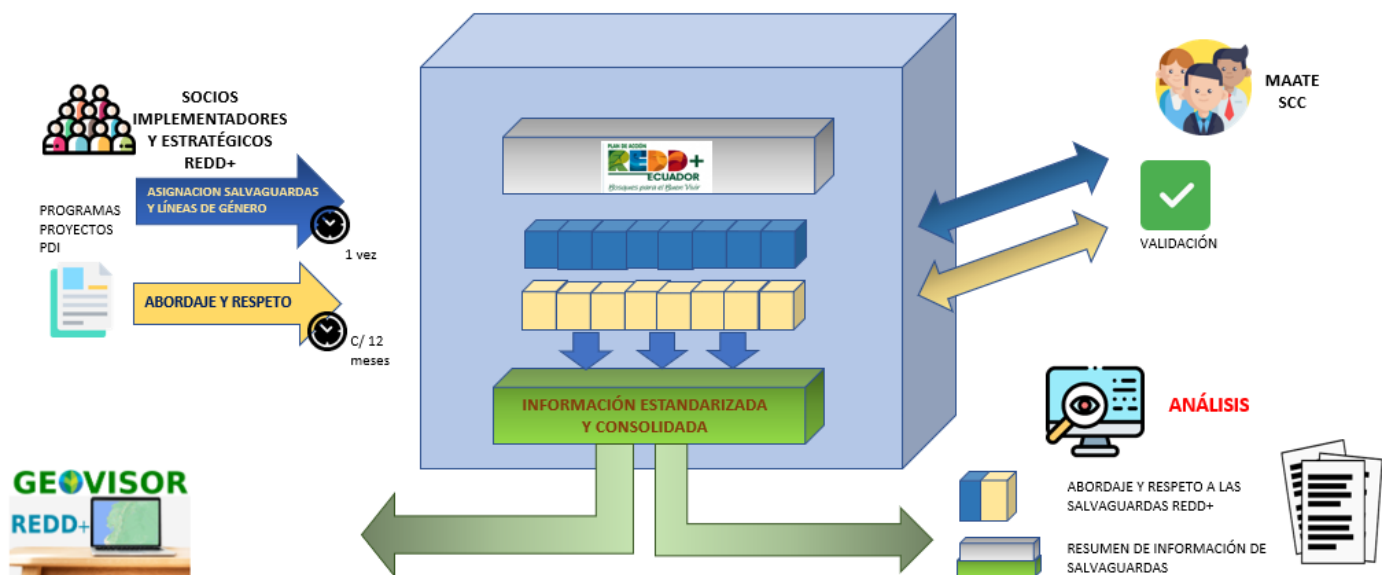 SOCIOS
IMPLEMENTADORES
Y ESTRATÉGICOS
REDD+
ASIGNACION SALVAGUARDAS
Y LÍNEAS DE GÉNERO
1 vez
PROGRAMAS
PROYECTOS
PDI
ABORDAJE Y RESPETO
C/ 12
meses
PLAN DE ACCIÓN
REDD+
ECUADOR
Bosques para el Buen Vivir
INFORMACIÓN ESTANDARIZADA
Y CONSOLIDADA
MAATE
SCC
VALIDACIÓN
ANÁLISIS
ABORDAJE Y RESPETO A LAS
SALVAGUARDAS REDD+
RESUMEN DE INFORMACIÓN DE
SALVAGUARDAS
GEOVISOR
REDD+